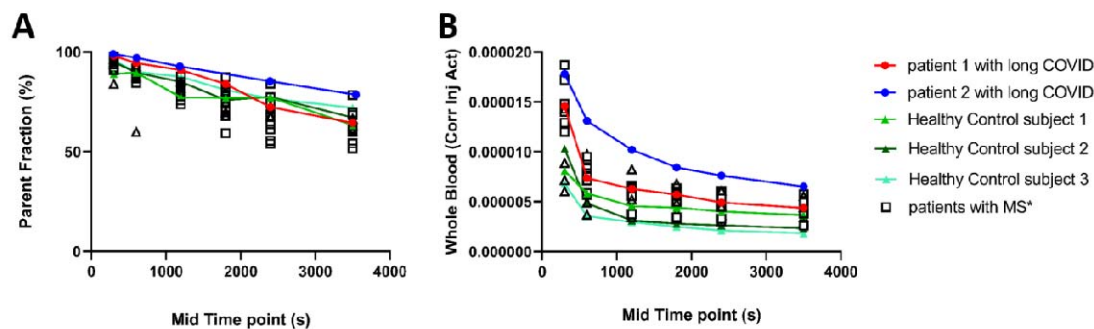 A
Parent Fraction (%)
100
50
0
0 1000 2000 3000 4000
Mid Time point (s)
B
Whole Blood (Corr Inj Act)
0.000020
0.000015
0.000010
0.000005
0.000000
0 1000 2000 3000 4000
Mid Time point (s)
patient 1 with long COVID
patient 2 with long COVID
Healthy Control subject 1
Healthy Control subject 2
Healthy Control subject 3
patients with MS*